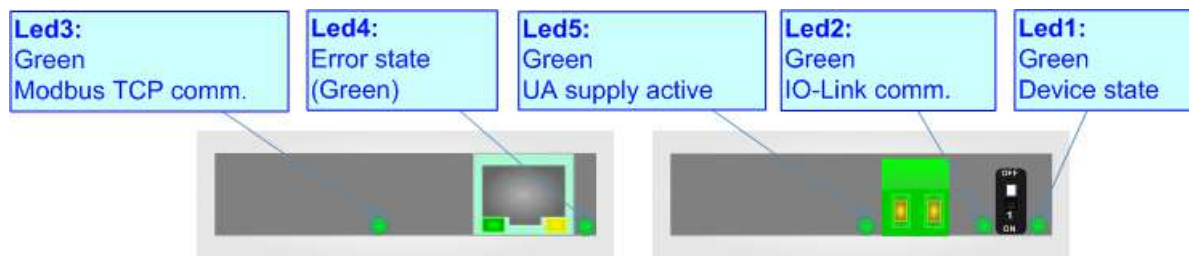 Led3:
Green
Modbus TCP comm.
Led4:
Error state
(Green)
Led5:
Green
UA supply active
Led2:
Green
IO-Link comm.
Led1:
Green
Device state
OFF
1
ON